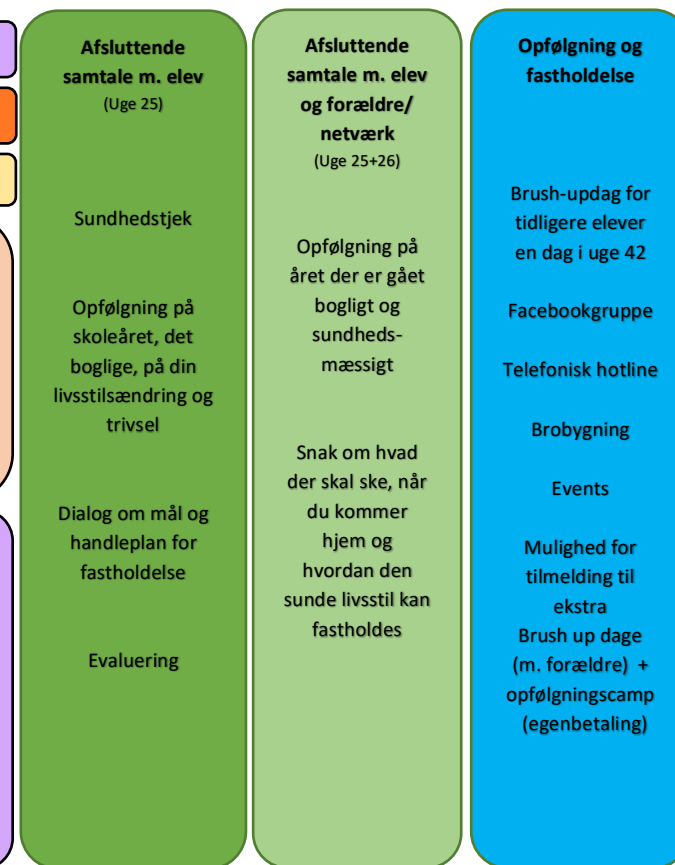 Afsluttende
samtale m. elev
(Uge 25)
Sundhedstjek
Opfølgning på
skoleåret, det
boglige, på din
livsstilsændring og
trivsel
Dialog om mål og
handleplan for
fastholdelse
Evaluering
Afsluttende
samtale m. elev
og forældre/
netværk
(Uge 25+26)
Opfølgning på
året der er gået
bogligt og
sundheds-
mæssigt
Snak om hvad
der skal ske, når
du kommer
hjem og
hvordan den
sunde livsstil kan
fastholdes
Opfølgning og
fastholdelse
Brush-updag for
tidligere elever
en dag i uge 42
Facebookgruppe
Telefonisk hotline
Brobygning
Events
Mulighed for
tilmelding til
ekstra
Brush up dage
(m. forældre) +
opfølgningscamp
(egenbetaling)